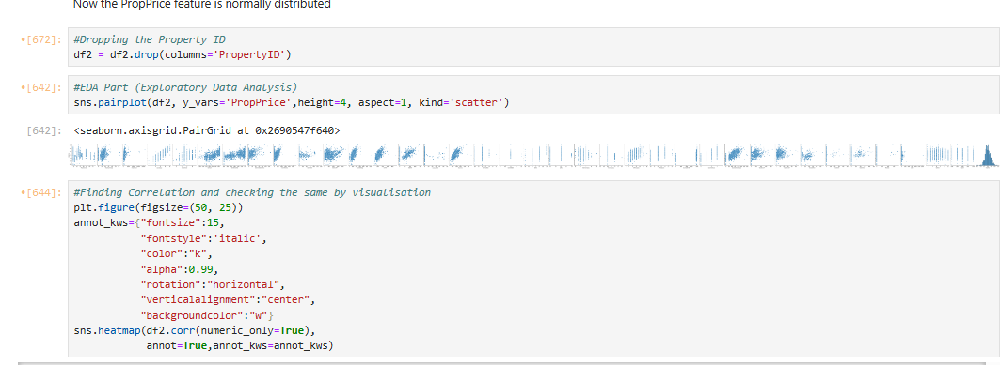 Now the PropPrice feature is normally distributed
[672]: #Dropping the Property ID
df2 = df2.drop(columns='PropertyID')
[642]: #EDA Part (Exploratory Data Analysis)
sns.pairplot(df2, y_vars='PropPrice',height=4, aspect=1, kind='scatter')
[642]: <seaborn.axisgrid.PairGrid at 0x2690547f640>
[644]: #Finding Correlation and checking the same by visualisation
plt.figure(figsize=(50, 25))
annot_kws={"fontsize":15,
"fontstyle":'italic',
"color":"k",
"alpha":0.99,
"rotation":"horizontal",
"verticalalignment":"center",
"backgroundcolor":"w"}
sns.heatmap(df2.corr(numeric_only=True),
annot=True,annot_kws=annot_kws)